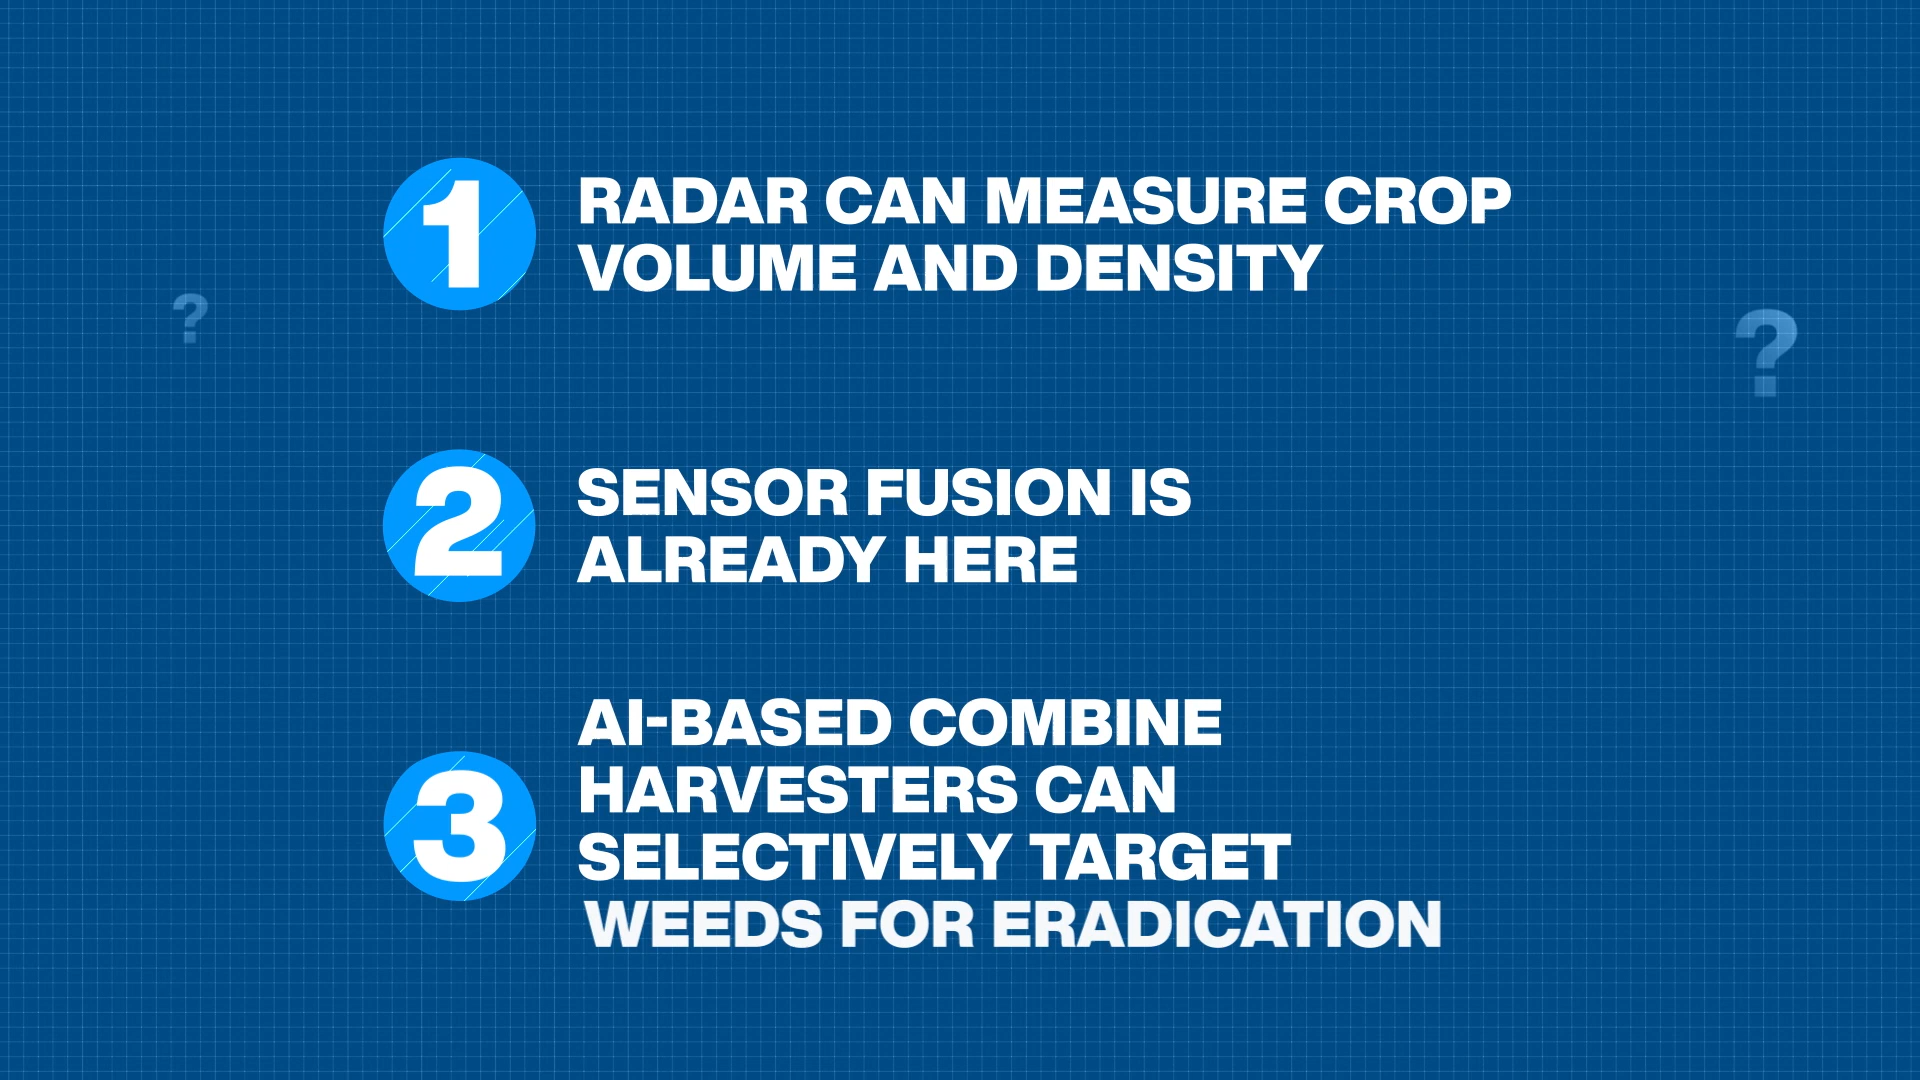 1
RADAR CAN MEASURE CROP
VOLUME AND DENSITY
?
?
2
SENSOR FUSION IS
ALREADY HERE
3
AI-BASED COMBINE
HARVESTERS CAN
SELECTIVELY TARGET
WEEDS FOR ERADICATION